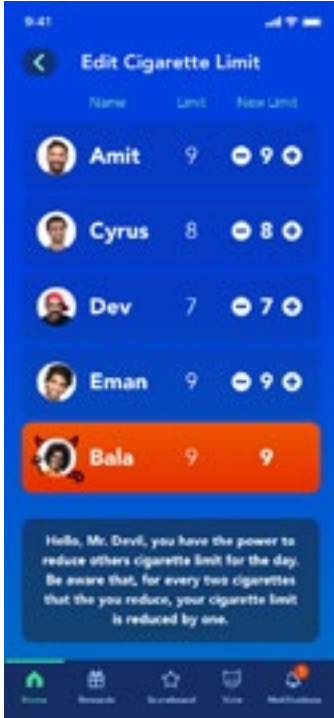 9:41
Edit Cigarette Limit
Name Limit New Limit
Amit 9 9
Cyrus 8 8
Dev 7 7
Eman 9 9
Bala 9 9
Hello, Mr. Devil, you have the power to
reduce others cigarette limit for the day.
Be aware that, for every two cigarettes
that the you reduce, your cigarette limit
is reduced by one.
Home Rewards Scoreboard Vote Notifications